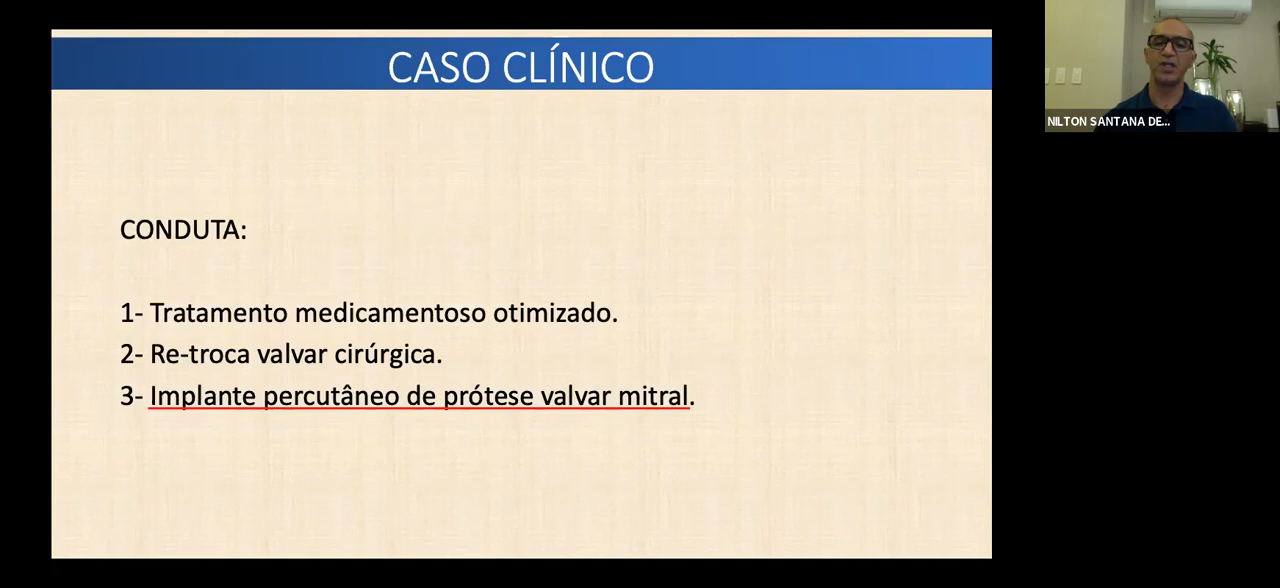 CASO CLÍNICO
NILTON SANTANA DE...
CONDUTA:
1- Tratamento medicamentoso otimizado.
2- Re-troca valvar cirúrgica.
3- Implante percutâneo de prótese valvar mitral.